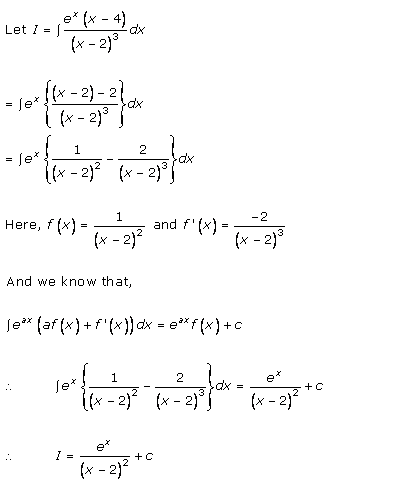 Let I = ∫ e^x (x − 4) / (x − 2)^3 dx
= ∫ e^x { ((x − 2) − 2) / (x − 2)^3 } dx
= ∫ e^x { 1 / (x − 2)^2 − 2 / (x − 2)^3 } dx
Here, f(x) = 1 / (x − 2)^2 and f'(x) = −2 / (x − 2)^3
And we know that,
∫ e^{ax} (af(x) + f'(x)) dx = e^{ax} f(x) + c
∴ ∫ e^x { 1 / (x − 2)^2 − 2 / (x − 2)^3 } dx = e^x / (x − 2)^2 + c
∴ I = e^x / (x − 2)^2 + c